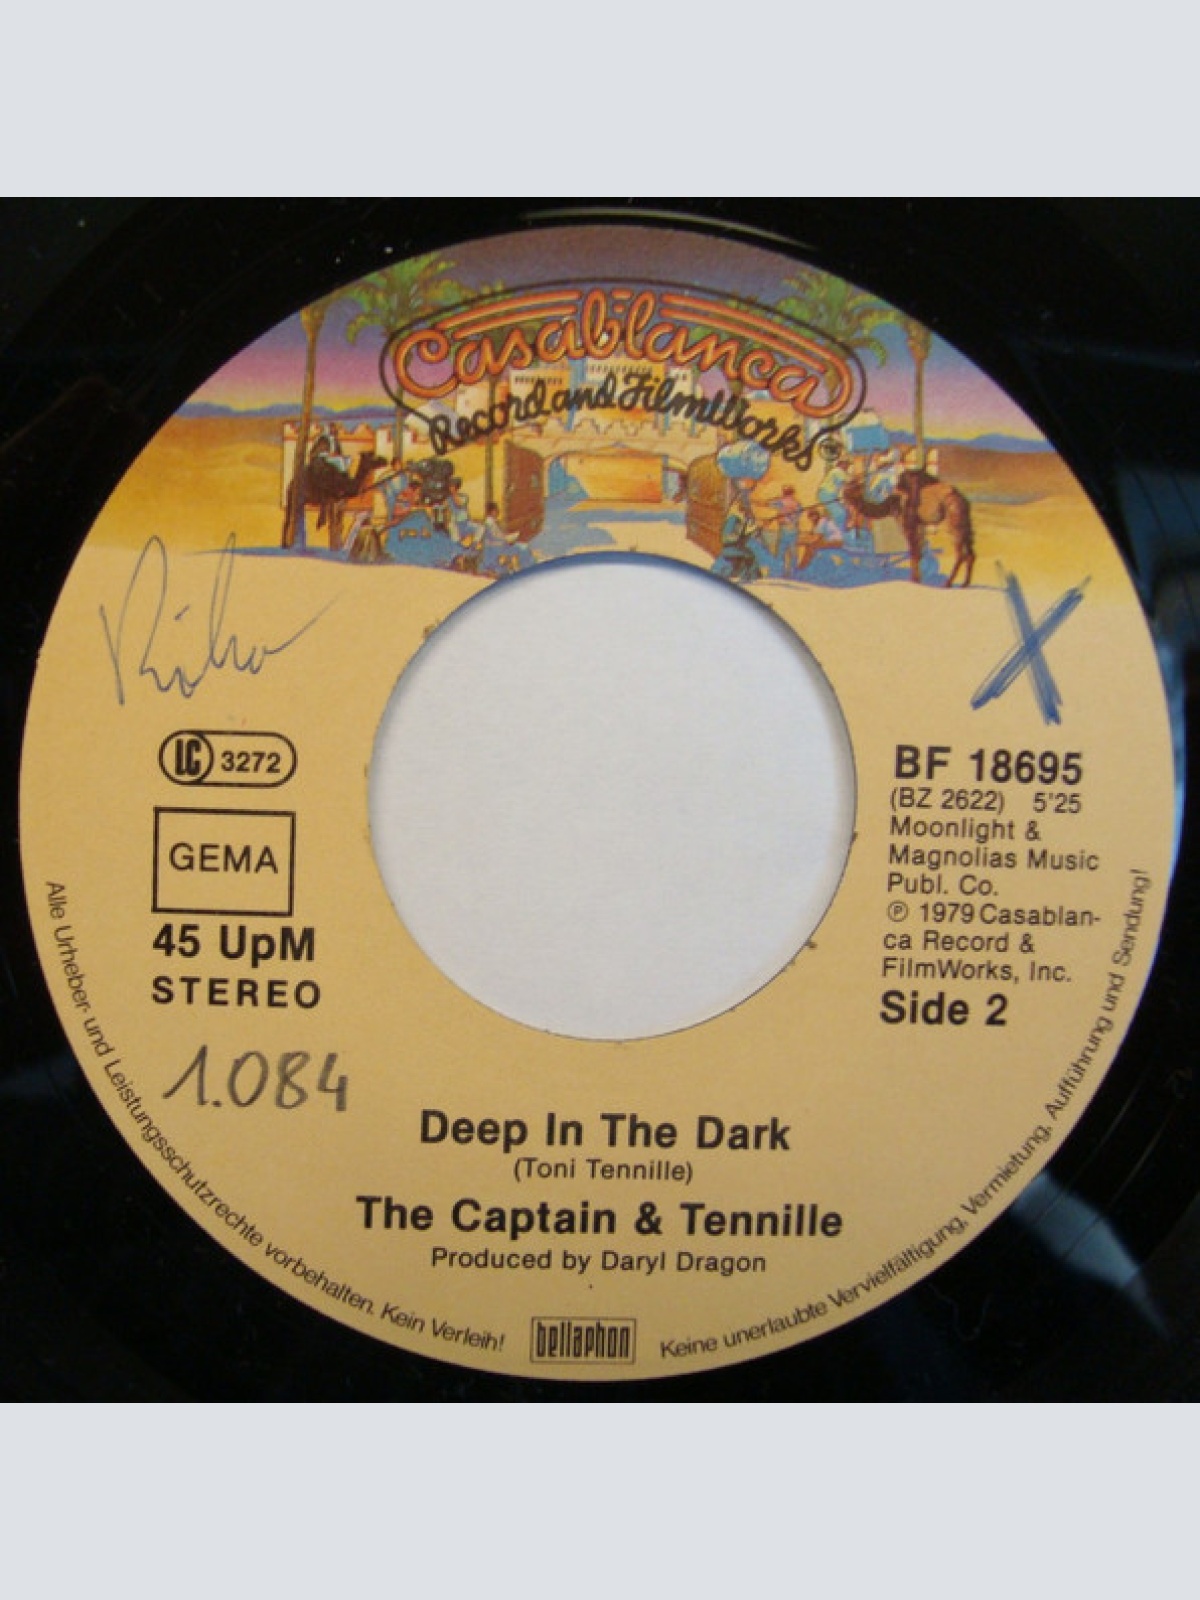 Casablanca
Record and FilmWorks
LC 3272
GEMA
45 UpM
STEREO
1.084
X
BF 18695
(BZ 2622) 5'25
Moonlight &
Magnolias Music
Publ. Co.
℗ 1979 Casablan-
ca Record &
FilmWorks, Inc.
Side 2
Deep In The Dark
(Toni Tennille)
The Captain & Tennille
Produced by Daryl Dragon
Alle Urheber- und Leistungsschutzrechte vorbehalten. Kein Verleih!
bellaphon
Keine unerlaubte Vervielfältigung, Vermietung, Aufführung und Sendung!